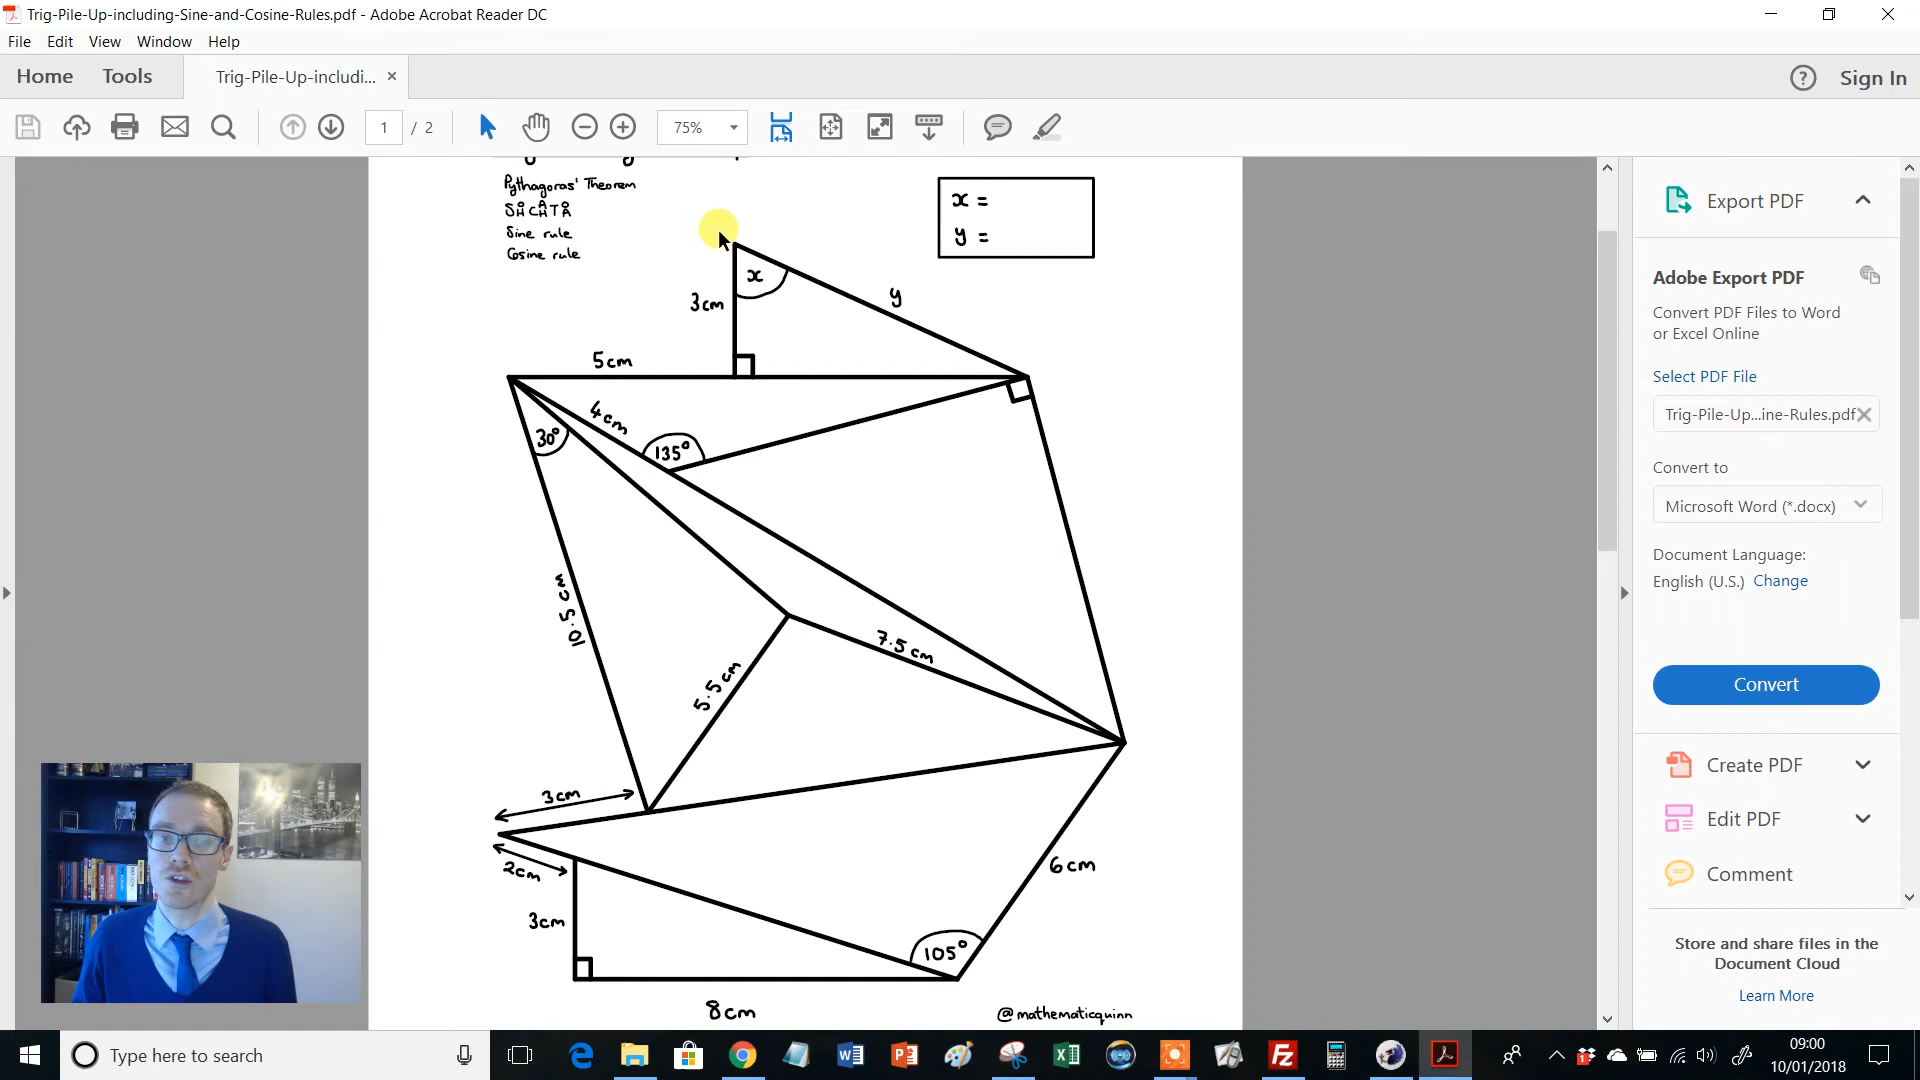 Trig-Pile-Up-including-Sine-and-Cosine-Rules.pdf - Adobe Acrobat Reader DC
File Edit View Window Help
Home Tools Trig-Pile-Up-includi... × Sign In
1 / 2 75%
Pythagoras' Theorem
SOHCAHTOA
Sine rule
Cosine rule
x =
y =
x
3cm
y
5cm
4cm
30°
135°
10.5cm
7.5cm
5.5cm
3cm
2cm
3cm
6cm
105°
8cm
@mathematicquinn
Export PDF
Adobe Export PDF
Convert PDF Files to Word
or Excel Online
Select PDF File
Trig-Pile-Up...ine-Rules.pdf
Convert to
Microsoft Word (*.docx)
Document Language:
English (U.S.) Change
Convert
Create PDF
Edit PDF
Comment
Store and share files in the
Document Cloud
Learn More
Type here to search
09:00
10/01/2018